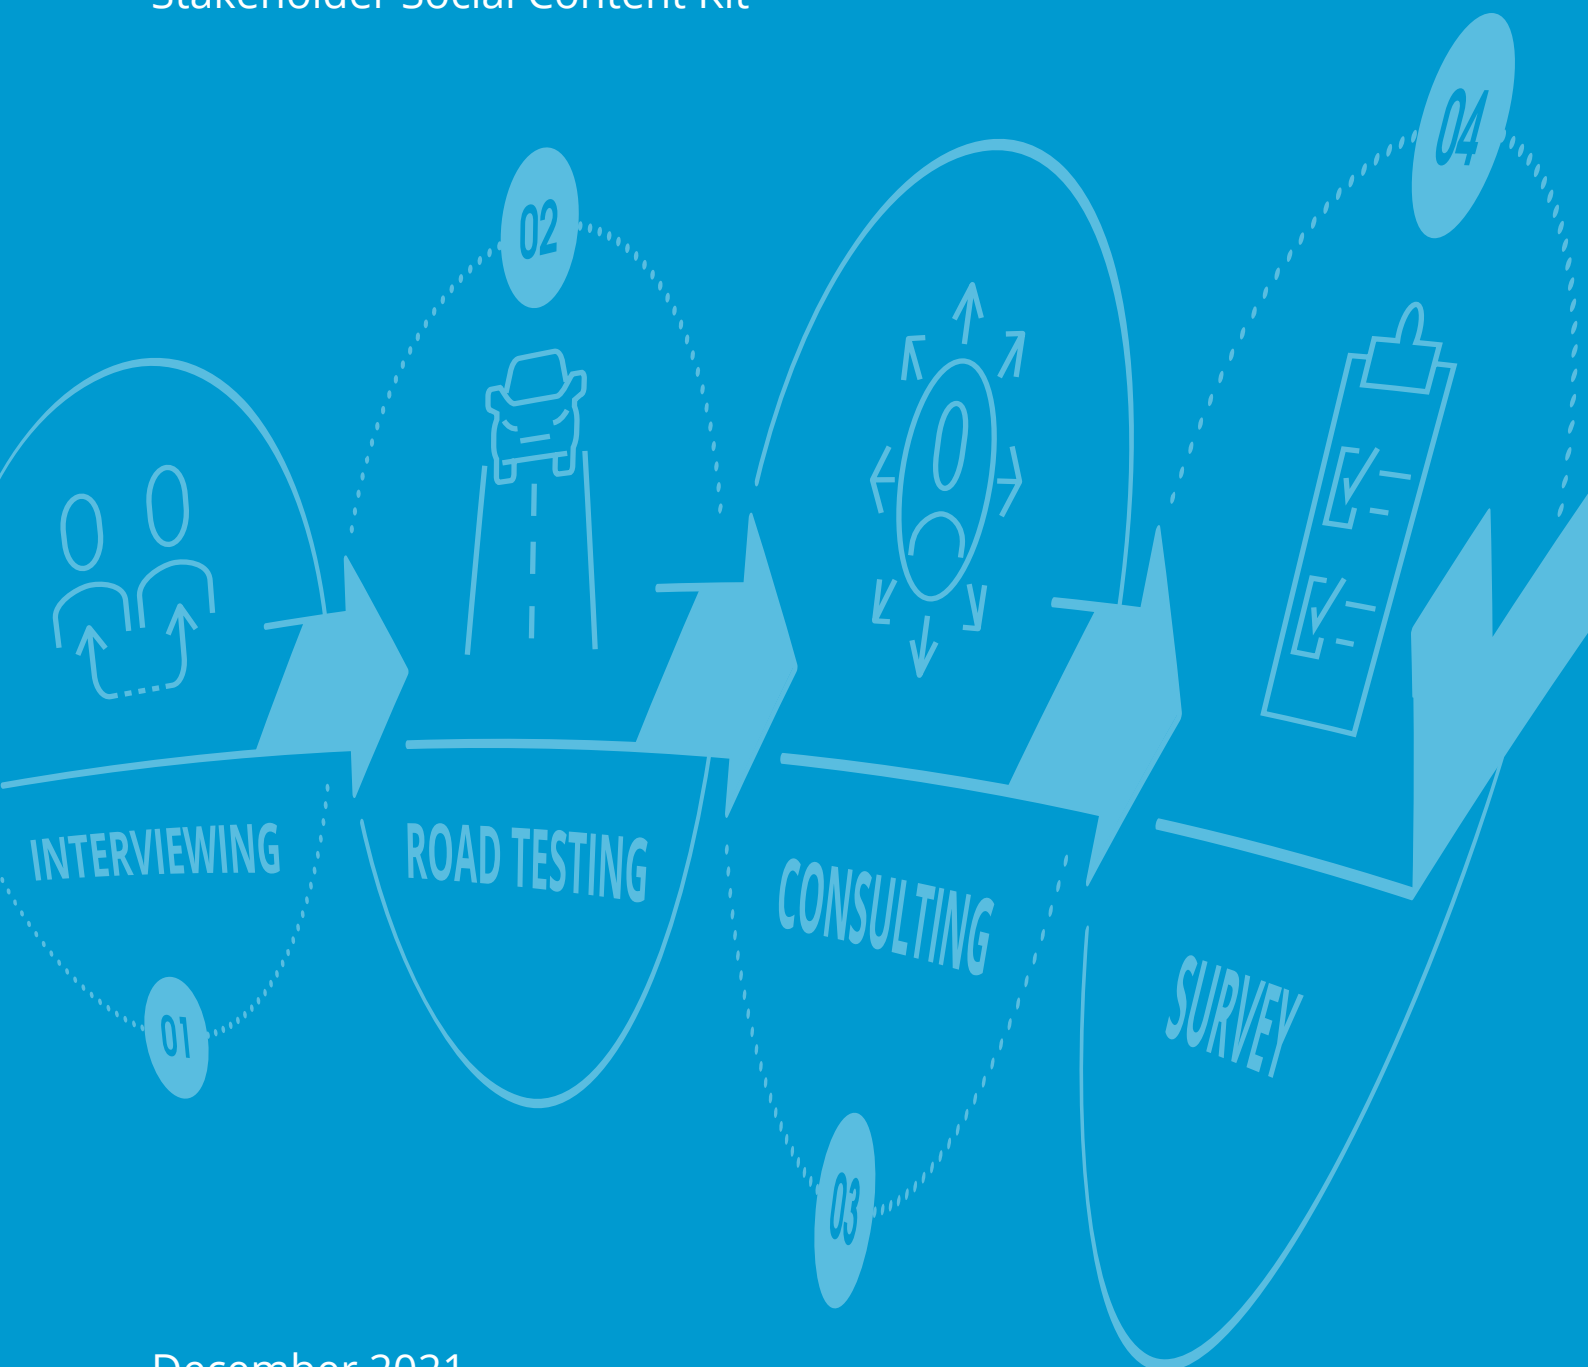 Stakeholder Social Content Kit
04
02
INTERVIEWING
ROAD TESTING
CONSULTING
SURVEY
01
03
December 2021